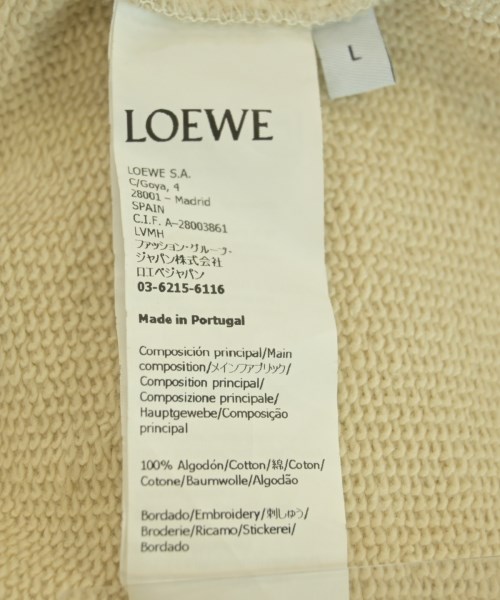 L
LOEWE
LOEWE S.A.
C/Goya, 4
28001 - Madrid
SPAIN
C.I.F. A-28003861
LVMH
ファッション・グループ・
ジャパン株式会社
ロエベジャパン
03-6215-6116
Made in Portugal
Composición principal/Main
composition/メインファブリック/
Composition principal/
Composizione principale/
Hauptgewebe/Composição
principal
100% Algodón/Cotton/綿/Coton/
Cotone/Baumwolle/Algodão
Bordado/Embroidery/刺しゅう/
Broderie/Ricamo/Stickerei/
Bordado